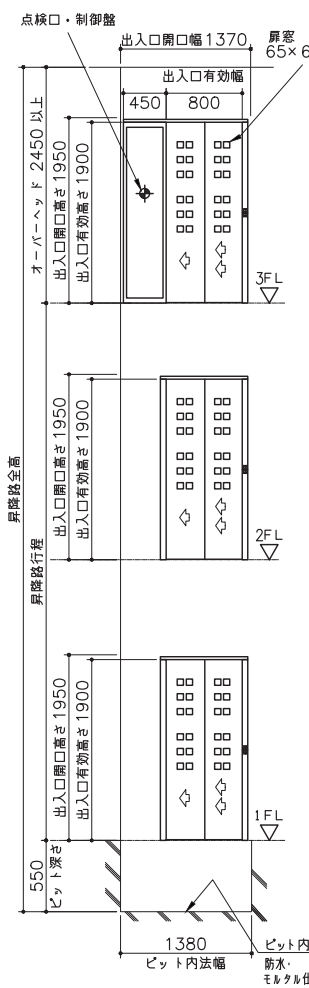 点検口・制御盤
出入口開口幅1370
扉窓
65×6
出入口有効幅
450
800
オーバーヘッド 2450 以上
出入口開口高さ1950
出入口有効高さ1900
3FL
昇降路全高
昇降路行程
出入口開口高さ1950
出入口有効高さ1900
2FL
出入口開口高さ1950
出入口有効高さ1900
1FL
550
ピット深さ
1380
ピット内法幅
ピット内
防水・
モルタル仕